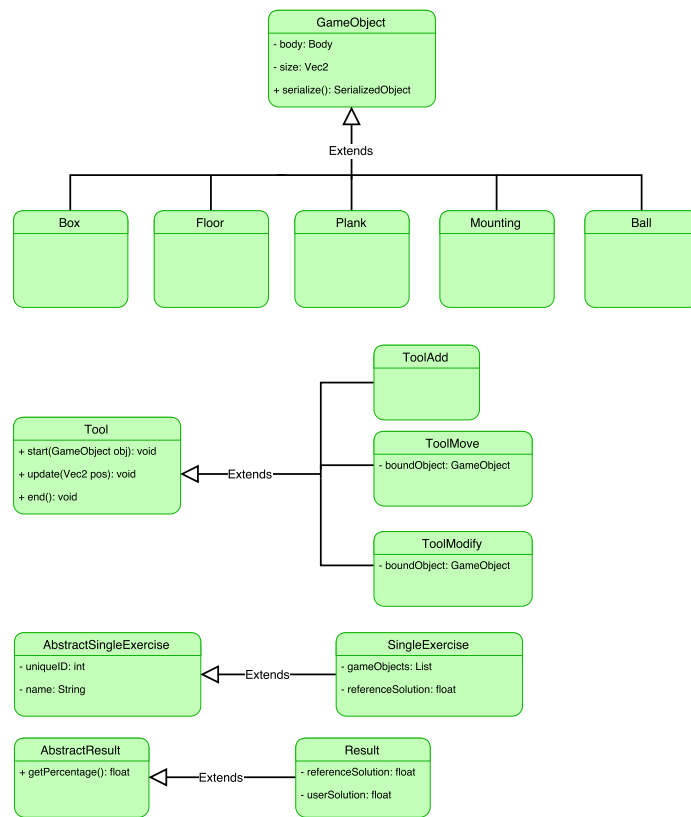 GameObject
- body: Body
- size: Vec2
+ serialize(): SerializedObject
Extends
Box
Floor
Plank
Mounting
Ball
ToolAdd
Tool
+ start(GameObject obj): void
+ update(Vec2 pos): void
+ end(): void
Extends
ToolMove
- boundObject: GameObject
ToolModify
- boundObject: GameObject
AbstractSingleExercise
- uniqueID: int
- name: String
Extends
SingleExercise
- gameObjects: List
- referenceSolution: float
AbstractResult
+ getPercentage(): float
Extends
Result
- referenceSolution: float
- userSolution: float